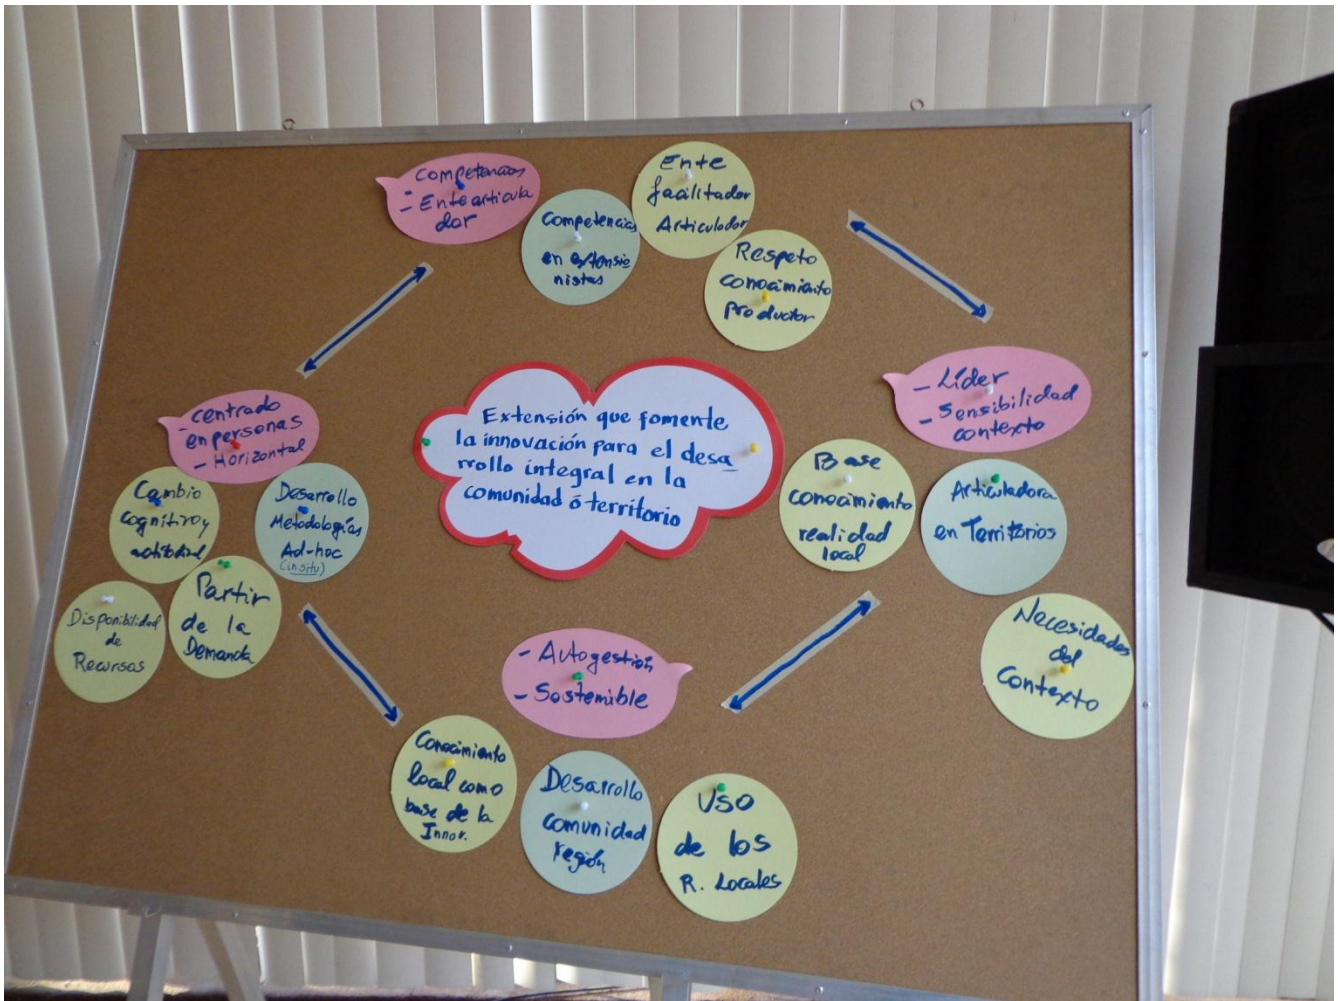 Competencias
- Ente articula
dor
Competencias
en extensio
nistas
Ente
facilitador
Articulador
Respeto
conocimiento
Productor
- Líder
- Sensibilidad
contexto
Base
conocimiento
realidad
local
Articuladora
en Territorios
Necesidades
del
Contexto
Extensión que fomente
la innovación para el desa
rrollo integral en la
comunidad ó territorio
- centrado
en personas
- Horizontal
Cambio
cognitivo y
actitudinal
Desarrollo
Metodologías
Ad-hoc
(in situ)
Disponibilidad
de
Recursos
Partir
de la
Demanda
- Autogestión
- Sostenible
Conocimiento
local como
base de la
Innov.
Desarrollo
comunidad
región
Uso
de los
R. Locales